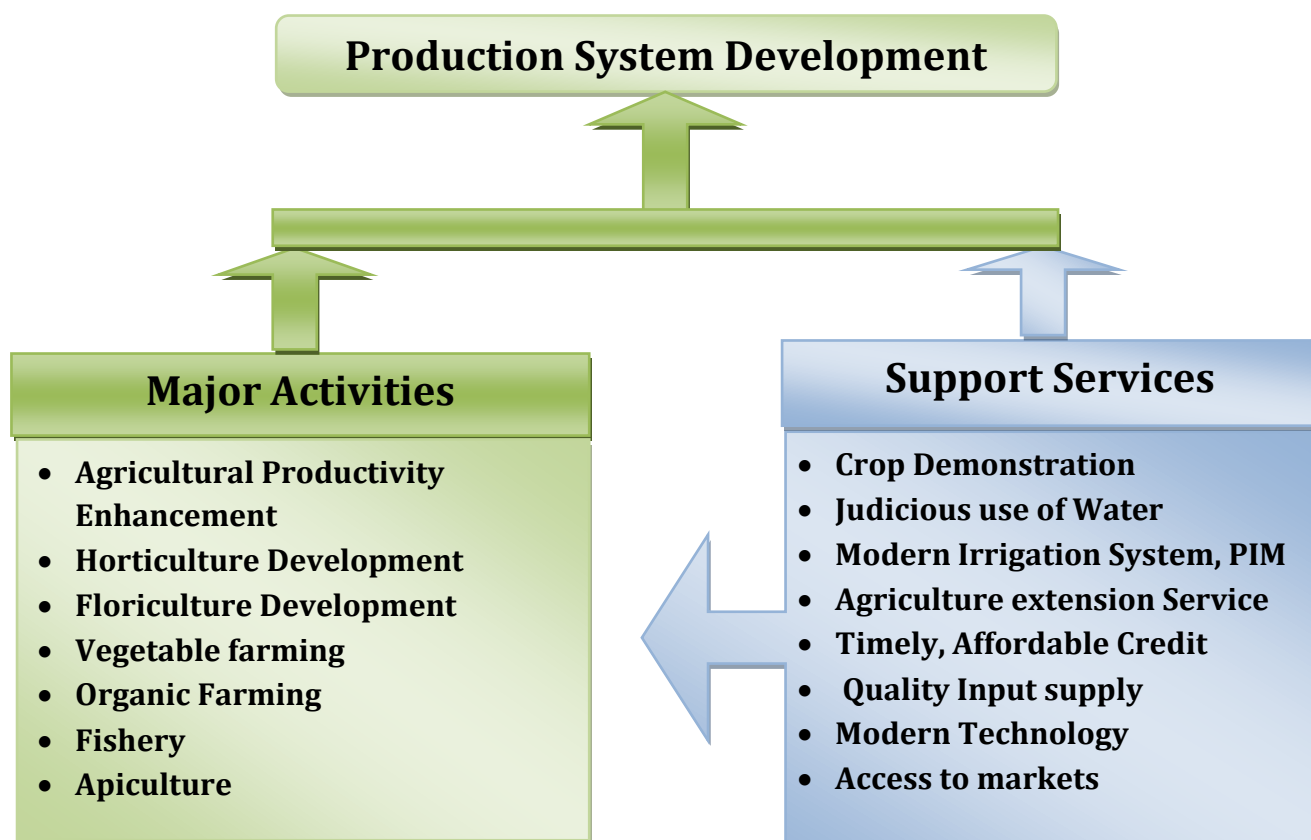 Production System Development
Major Activities
• Agricultural Productivity
Enhancement
• Horticulture Development
• Floriculture Development
• Vegetable farming
• Organic Farming
• Fishery
• Apiculture
Support Services
• Crop Demonstration
• Judicious use of Water
• Modern Irrigation System, PIM
• Agriculture extension Service
• Timely, Affordable Credit
• Quality Input supply
• Modern Technology
• Access to markets